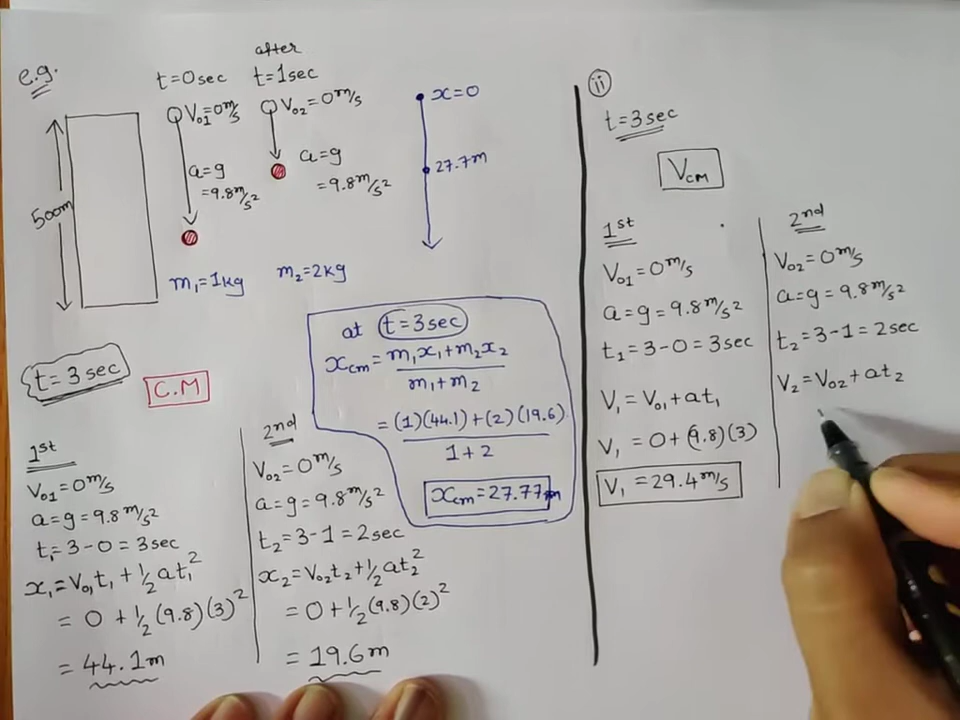 e.g.
t=0sec
after
t=1sec
V₀₁=0m/s
V₀₂=0m/s
a=g
=9.8m/s²
a=g
=9.8m/s²
500m
m₁=1kg
m₂=2kg
x=0
27.7m
t=3sec
C.M
1st
V₀₁=0m/s
a=g=9.8m/s²
t₁=3-0=3sec
x₁=V₀₁t₁+½at₁²
=0+½(9.8)(3)²
=44.1m
2nd
V₀₂=0m/s
a=g=9.8m/s²
t₂=3-1=2sec
x₂=V₀₂t₂+½at₂²
=0+½(9.8)(2)²
=19.6m
at t=3sec
xcm=m₁x₁+m₂x₂
m₁+m₂
=(1)(44.1)+(2)(19.6)
1+2
xcm=27.77m
ii
t=3sec
VCM
1st
V₀₁=0m/s
a=g=9.8m/s²
t₁=3-0=3sec
V₁=V₀₁+at₁
V₁=0+(9.8)(3)
V₁=29.4m/s
2nd
V₀₂=0m/s
a=g=9.8m/s²
t₂=3-1=2sec
V₂=V₀₂+at₂